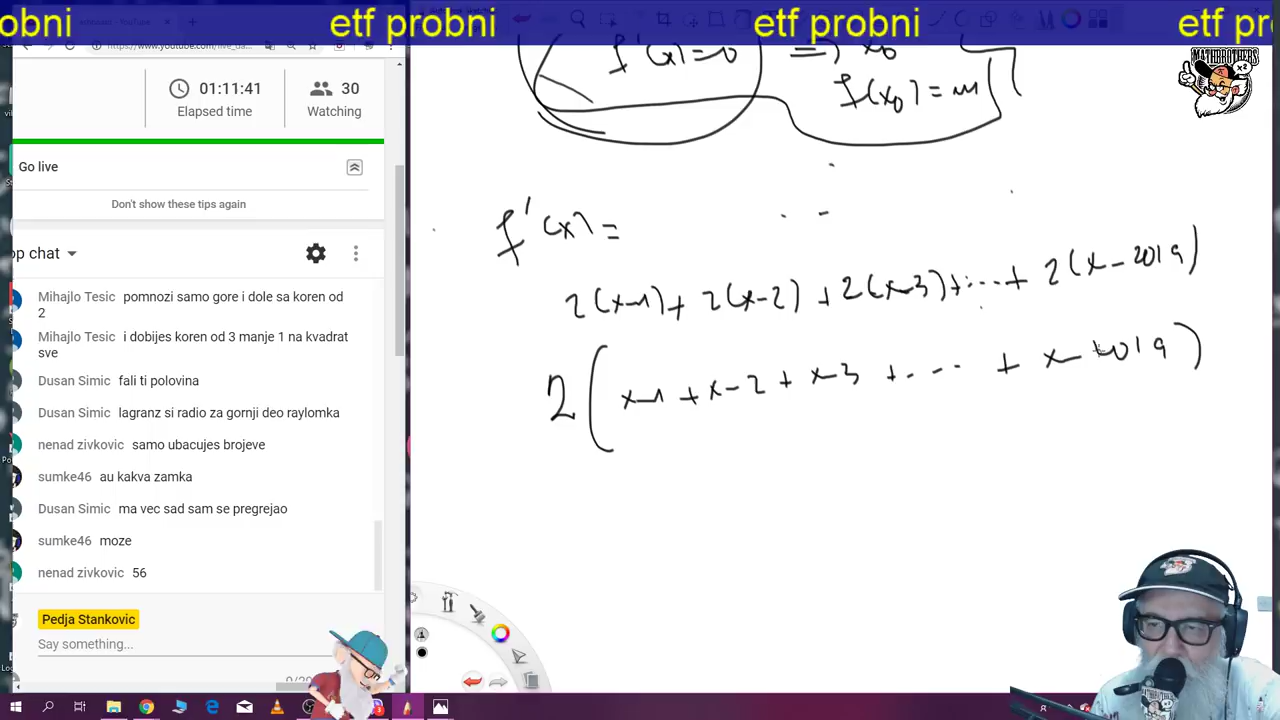 obni etf probni etf probni etf p
01:11:41
Elapsed time
30
Watching
Go live
Don't show these tips again
op chat
Mihajlo Tesic pomnozi samo gore i dole sa koren od
2
Mihajlo Tesic i dobijes koren od 3 manje 1 na kvadrat
sve
Dusan Simic fali ti polovina
Dusan Simic lagranz si radio za gornji deo raylomka
nenad zivkovic samo ubacujes brojeve
sumke46 au kakva zamka
Dusan Simic ma vec sad sam se pregrejao
sumke46 moze
nenad zivkovic 56
Pedja Stankovic
Say something...
MATHBROTHERS
x2
f'(x)=0 => x0
f(x0)=m
f'(x)=
2(x-1)+ 2(x-2) +2(x-3)+...+ 2(x-2019)
2(x-1 +x-2 + x-3 +.... + x-2019)